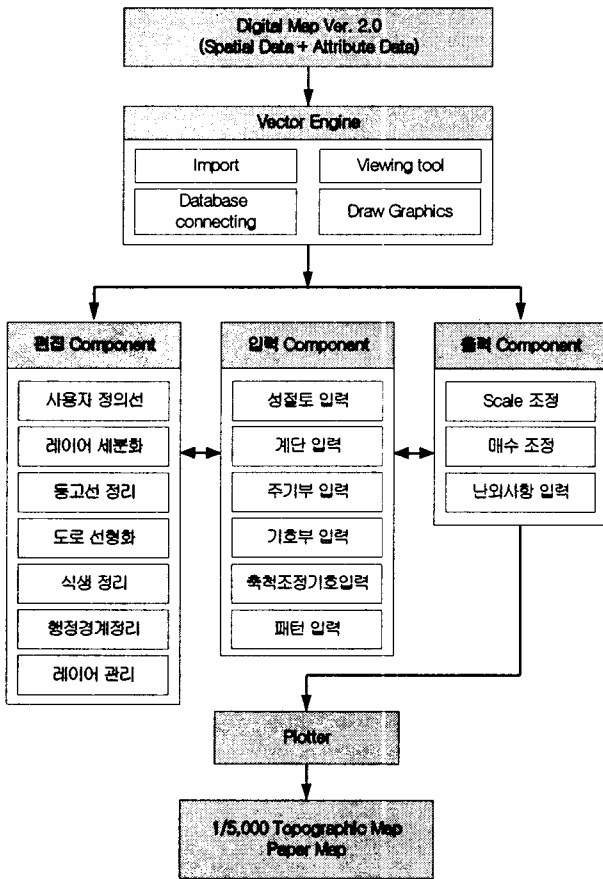 Digital Map Ver. 2.0
(Spatial Data + Attribute Data)
Vector Engine
Import
Viewing tool
Database
connecting
Draw Graphics
편집 Component
사용자 정의선
레이어 세분화
등고선 정리
도로 선형화
식생 정리
행정경계정리
레이어 관리
입력 Component
성절토 입력
계단 입력
주기부 입력
기호부 입력
축척조정기호입력
패턴 입력
출력 Component
Scale 조정
매수 조정
난외사항 입력
Plotter
1/5,000 Topographic Map
Paper Map